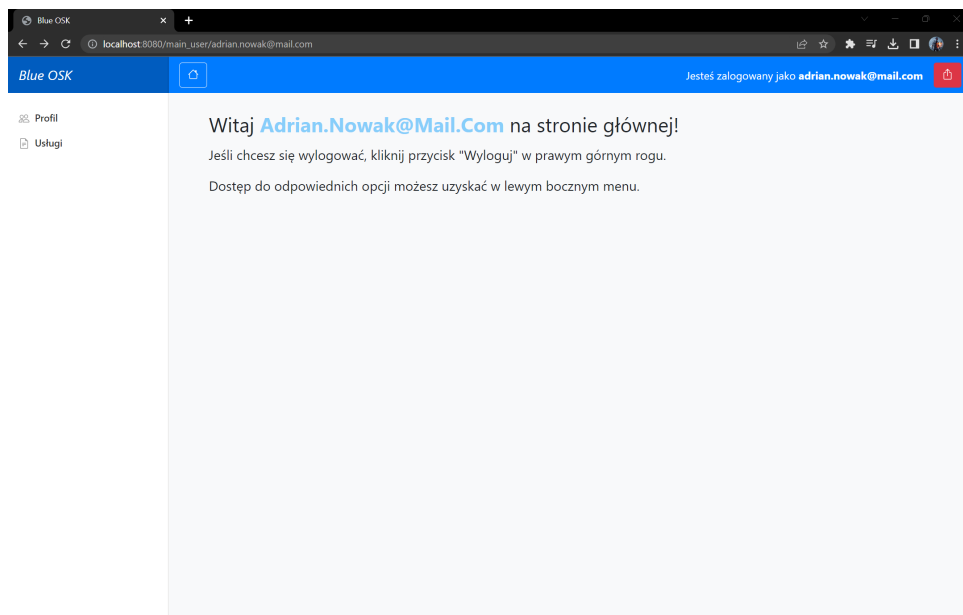 Blue OSK
localhost:8080/main_user/adrian.nowak@mail.com
Blue OSK
Jesteś zalogowany jako adrian.nowak@mail.com
Profil
Usługi
Witaj Adrian.Nowak@Mail.Com na stronie głównej!
Jeśli chcesz się wylogować, kliknij przycisk "Wyloguj" w prawym górnym rogu.
Dostęp do odpowiednich opcji możesz uzyskać w lewym bocznym menu.